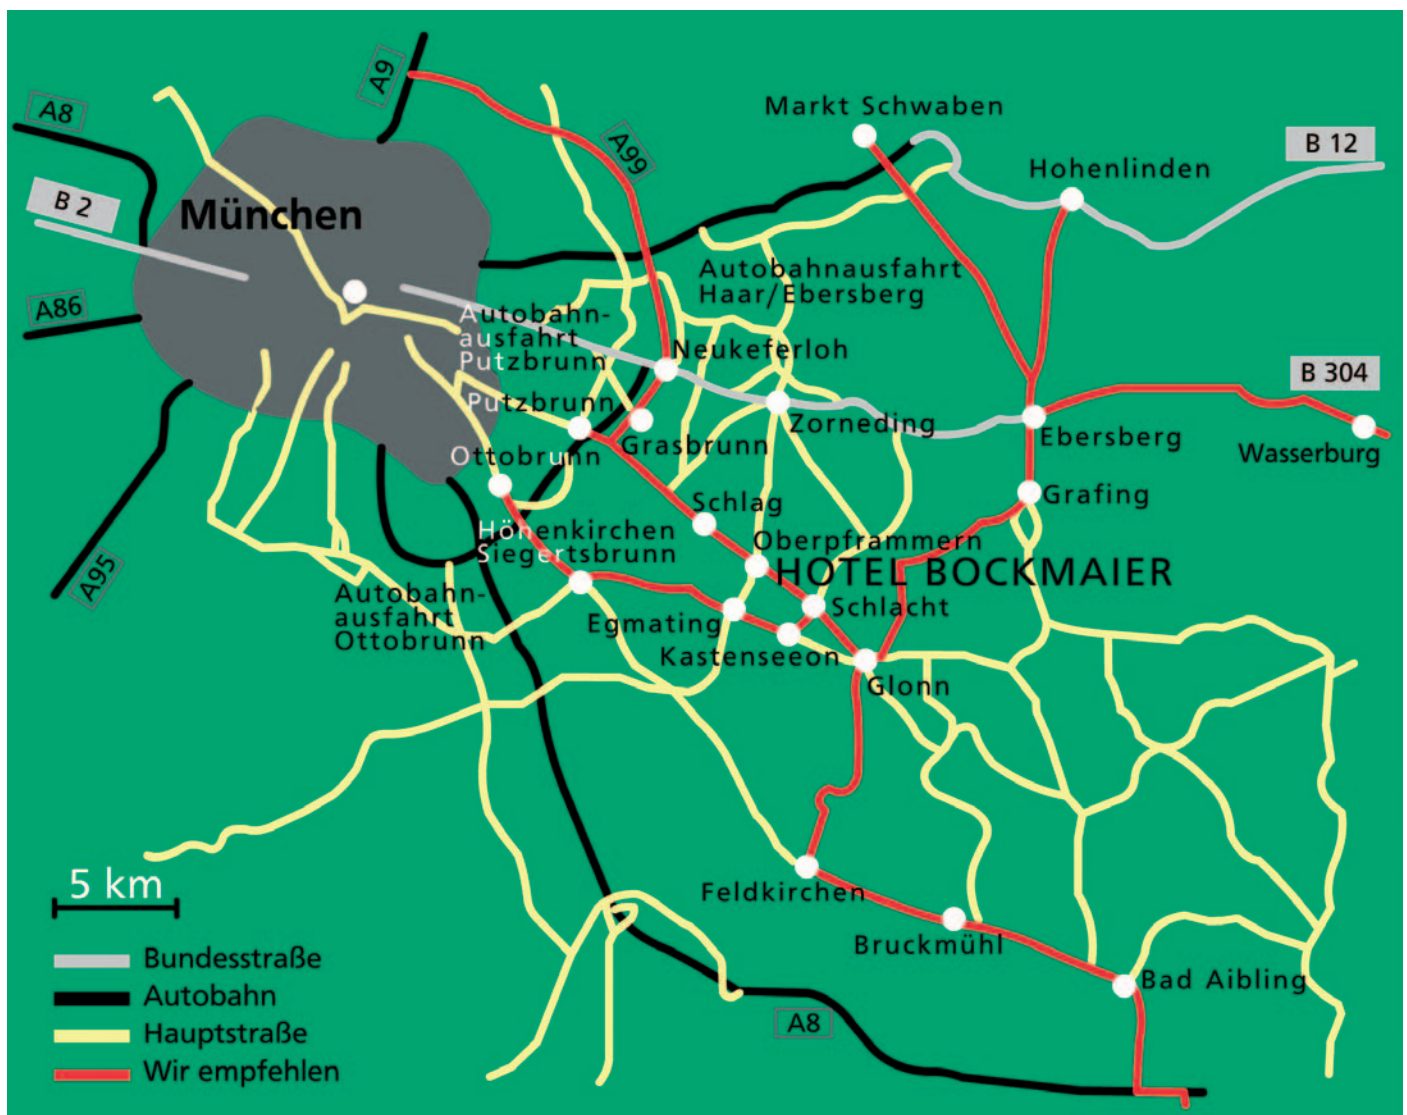 A9
A8
Markt Schwaben
B 12
A99
Hohenlinden
B 2
München
Autobahnausfahrt
Haar/Ebersberg
A86
Autobahn-
ausfahrt
Putzbrunn
Neukeferloh
B 304
Putzbrunn
Zorneding
Grasbrunn
Ebersberg
Wasserburg
Ottobrunn
Schlag
Grafing
Höhenkirchen
Siegertsbrunn
Oberpframmern
HOTEL BOCKMAIER
A95
Autobahn-
ausfahrt
Ottobrunn
Schlacht
Egmating
Kastenseeon
Glonn
5 km
Feldkirchen
Bruckmühl
Bad Aibling
A8
Bundesstraße
Autobahn
Hauptstraße
Wir empfehlen